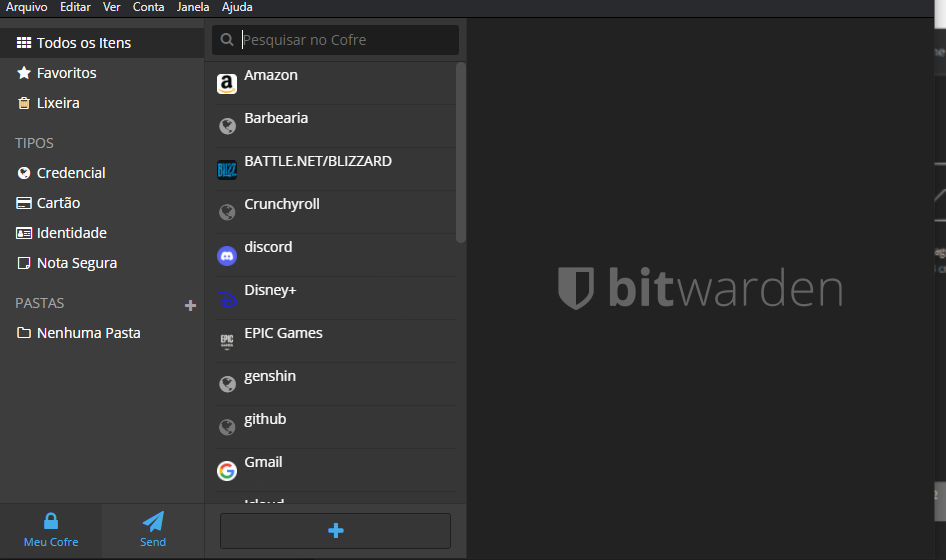 Arquivo Editar Ver Conta Janela Ajuda
Todos os Itens
Favoritos
Lixeira
TIPOS
Credencial
Cartão
Identidade
Nota Segura
PASTAS
Nenhuma Pasta
Meu Cofre
Send
Pesquisar no Cofre
Amazon
Barbearia
BATTLE.NET/BLIZZARD
Crunchyroll
discord
Disney+
EPIC Games
genshin
github
Gmail
bitwarden